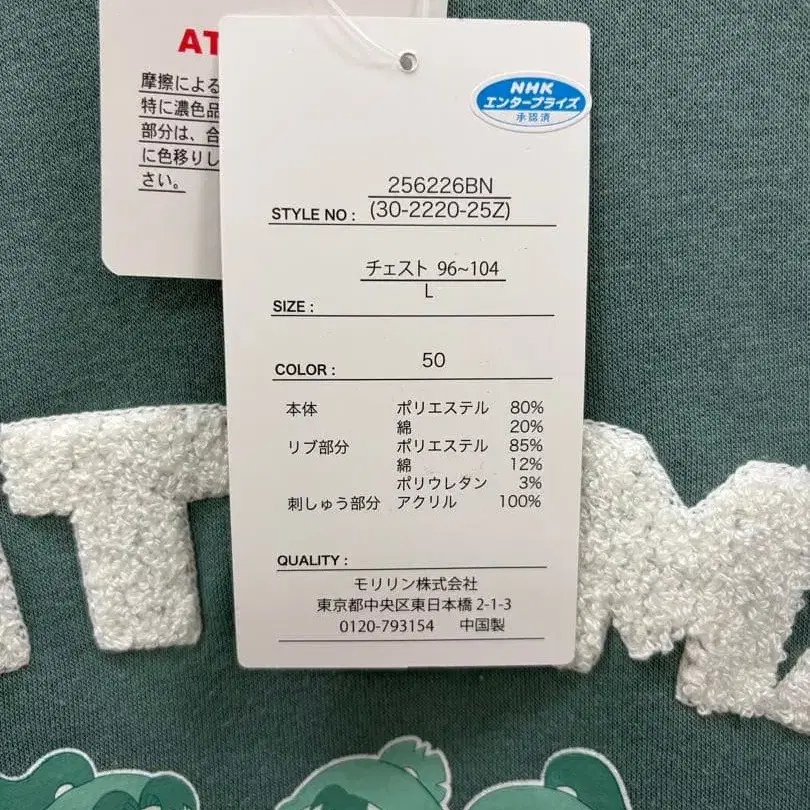 AT
摩擦による
特に濃色品
部分は、合
に色移りし
さい。
NHK
エンタープライズ
承認済
256226BN
STYLE NO : (30-2220-25Z)
チェスト 96~104
L
SIZE :
COLOR : 50
本体 ポリエステル 80%
綿 20%
リブ部分 ポリエステル 85%
綿 12%
ポリウレタン 3%
刺しゅう部分 アクリル 100%
QUALITY :
モリリン株式会社
東京都中央区東日本橋 2-1-3
0120-793154 中国製
T
M